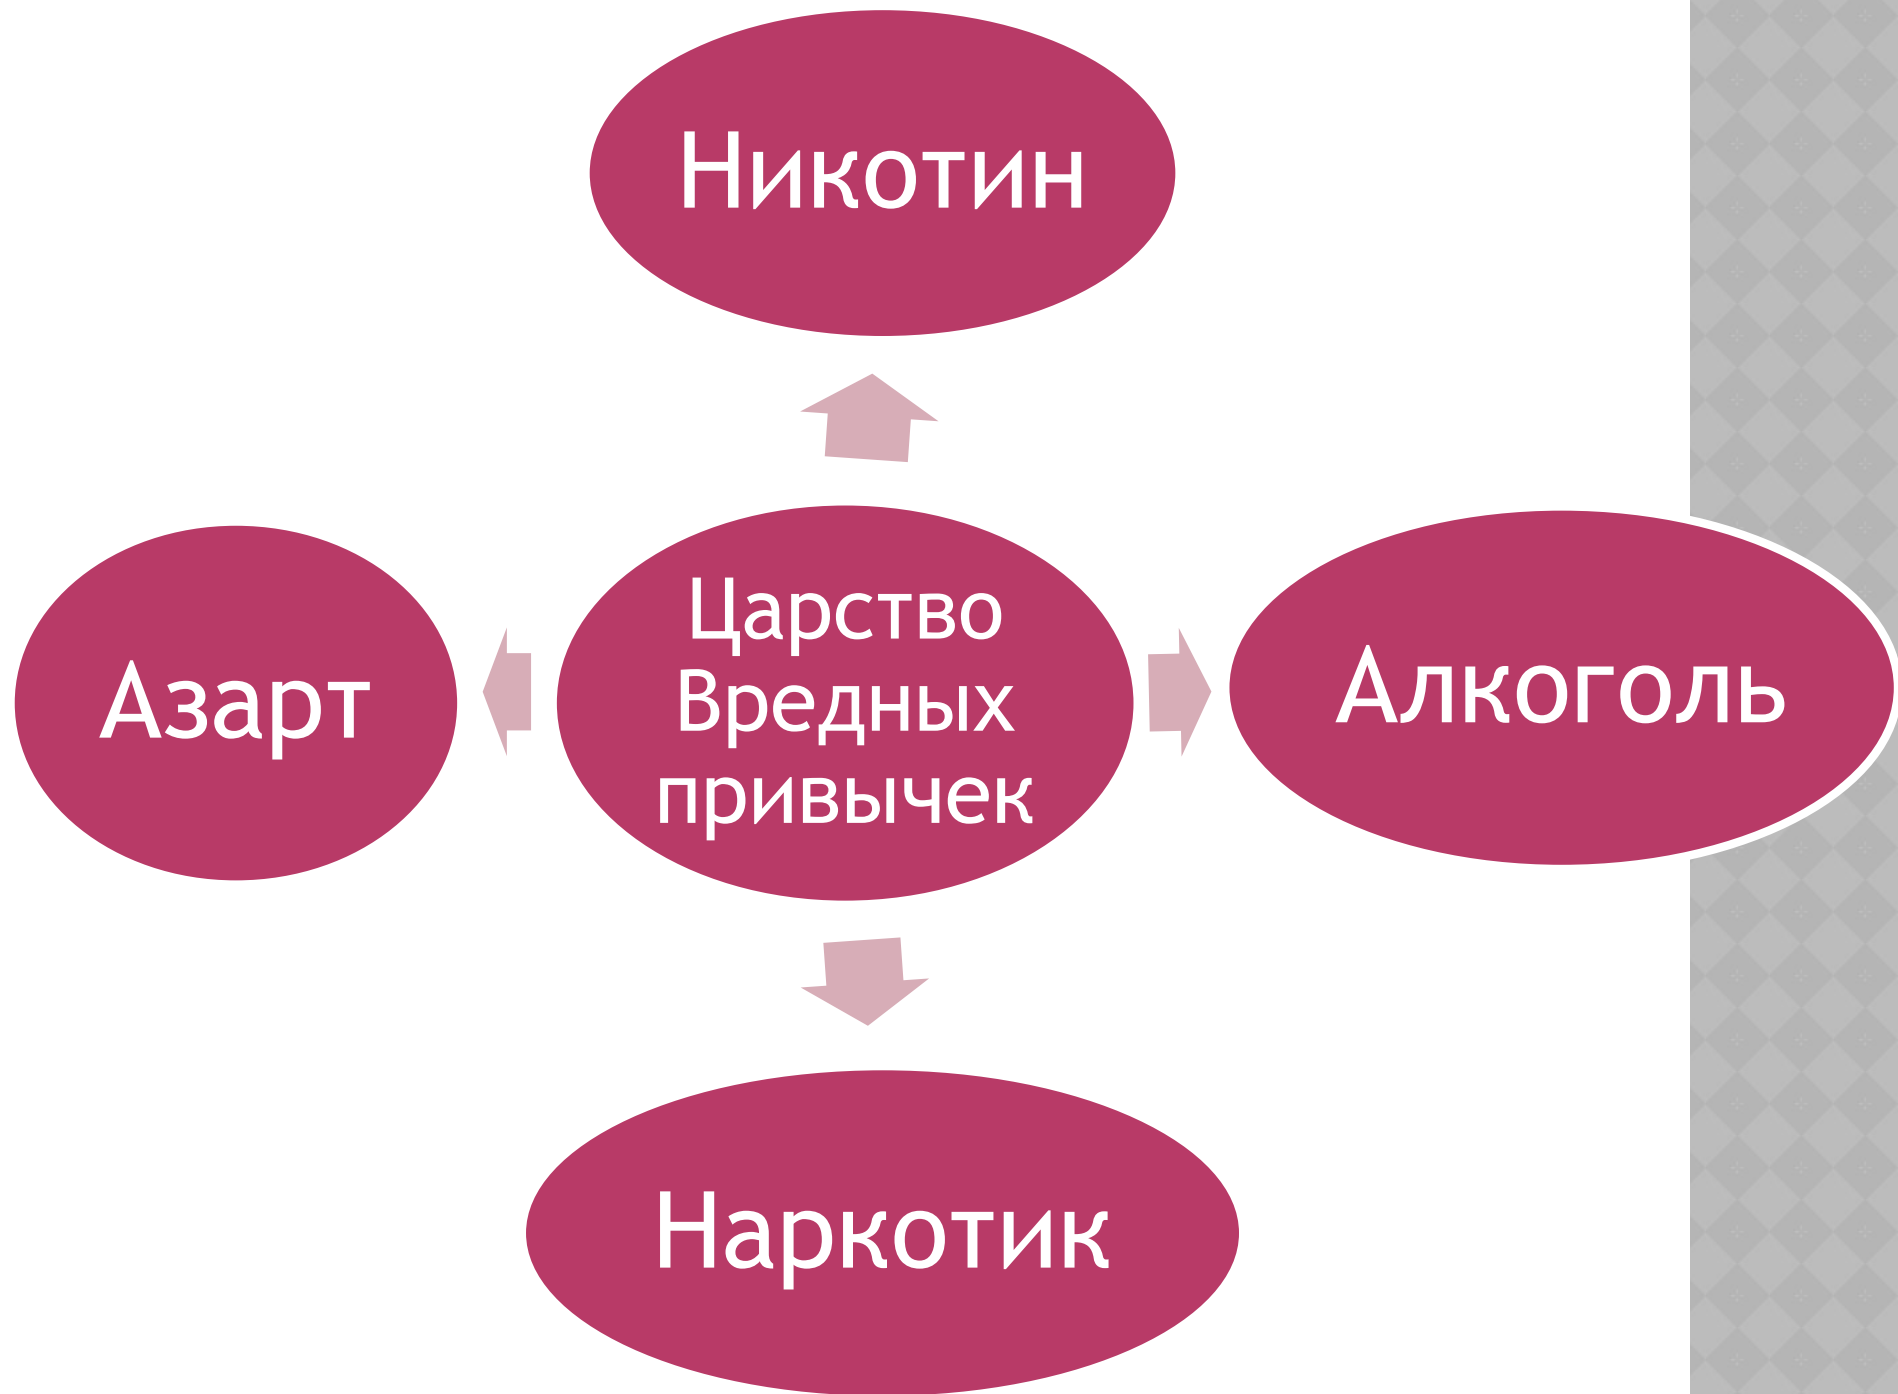 Никотин
Азарт
Царство
Вредных
привычек
Алкоголь
Наркотик